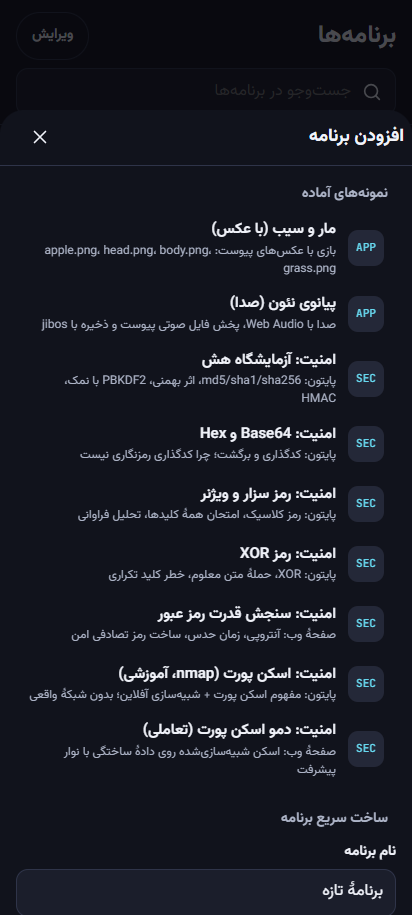 برنامه‌ها
ویرایش
جست‌وجو در برنامه‌ها
افزودن برنامه
نمونه‌های آماده
APP
مار و سیب (با عکس)
بازی با عکس‌های پیوست: apple.png، head.png، body.png،
grass.png
APP
پیانوی نئون (صدا)
صدا با Web Audio، پخش فایل صوتی پیوست و ذخیره با jibos
SEC
امنیت: آزمایشگاه هش
پایتون: md5/sha1/sha256، اثر بهمنی، PBKDF2 با نمک،
HMAC
SEC
امنیت: Base64 و Hex
پایتون: کدگذاری و برگشت؛ چرا کدگذاری رمزنگاری نیست
SEC
امنیت: رمز سزار و ویژنر
پایتون: رمز کلاسیک، امتحان همهٔ کلیدها، تحلیل فراوانی
SEC
امنیت: رمز XOR
پایتون: XOR، حملهٔ متن معلوم، خطر کلید تکراری
SEC
امنیت: سنجش قدرت رمز عبور
صفحهٔ وب: آنتروپی، زمان حدس، ساخت رمز تصادفی امن
SEC
امنیت: اسکن پورت (nmap، آموزشی)
پایتون: مفهوم اسکن پورت + شبیه‌سازی آفلاین؛ بدون شبکهٔ واقعی
SEC
امنیت: دمو اسکن پورت (تعاملی)
صفحهٔ وب: اسکن شبیه‌سازی‌شده روی دادهٔ ساختگی با نوار
پیشرفت
ساخت سریع برنامه
نام برنامه
برنامهٔ تازه